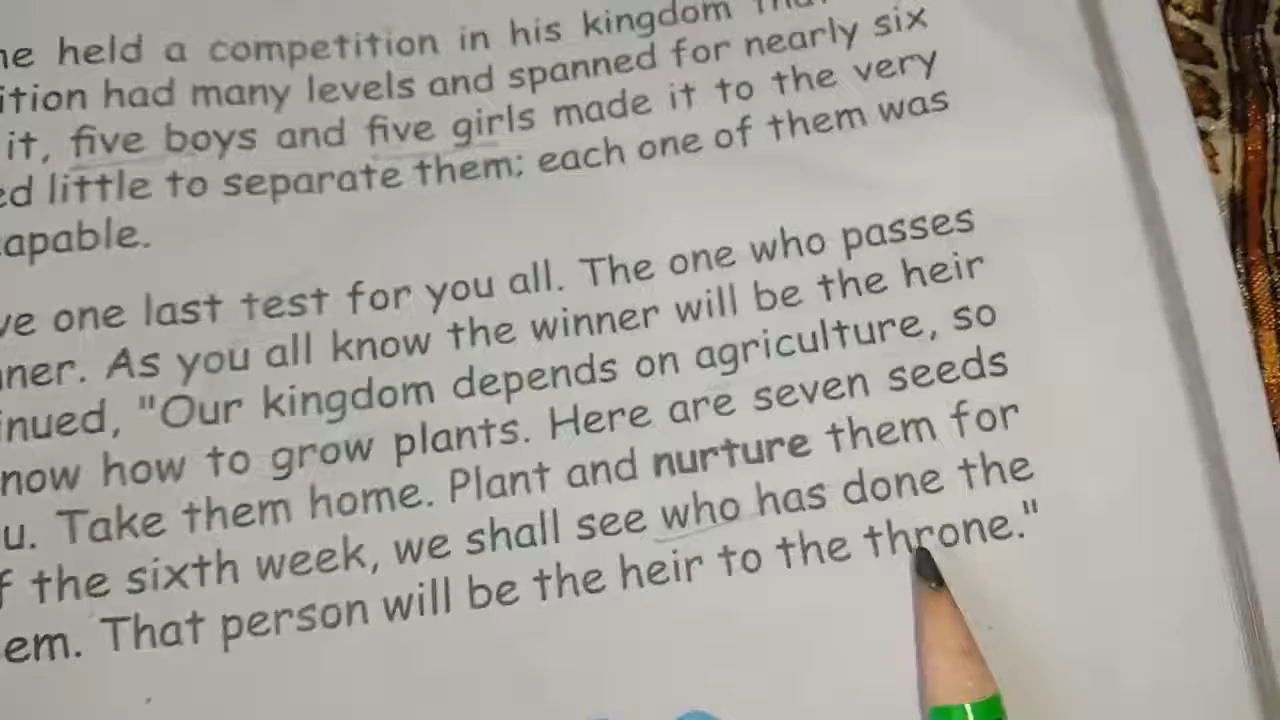 he held a competition in his kingdom
ition had many levels and spanned for nearly six
it, five boys and five girls made it to the very
ed little to separate them; each one of them was
capable.
ve one last test for you all. The one who passes
ner. As you all know the winner will be the heir
inued, "Our kingdom depends on agriculture, so
now how to grow plants. Here are seven seeds
u. Take them home. Plant and nurture them for
f the sixth week, we shall see who has done the
em. That person will be the heir to the throne."